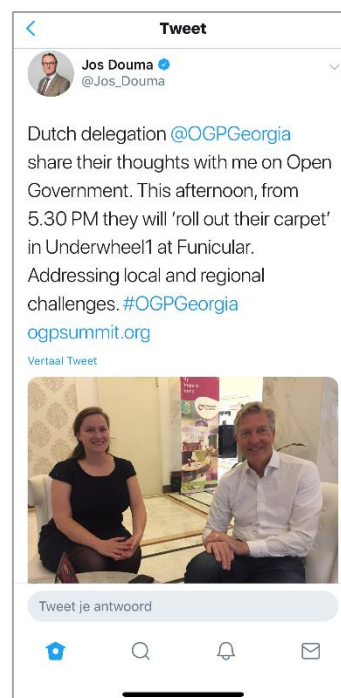 Tweet
Jos Douma
@Jos_Douma
Dutch delegation @OGPGeorgia
share their thoughts with me on Open
Government. This afternoon, from
5.30 PM they will ‘roll out their carpet’
in Underwheel1 at Funicular.
Addressing local and regional
challenges. #OGPGeorgia
ogpsummit.org
Vertaal Tweet
Tweet je antwoord